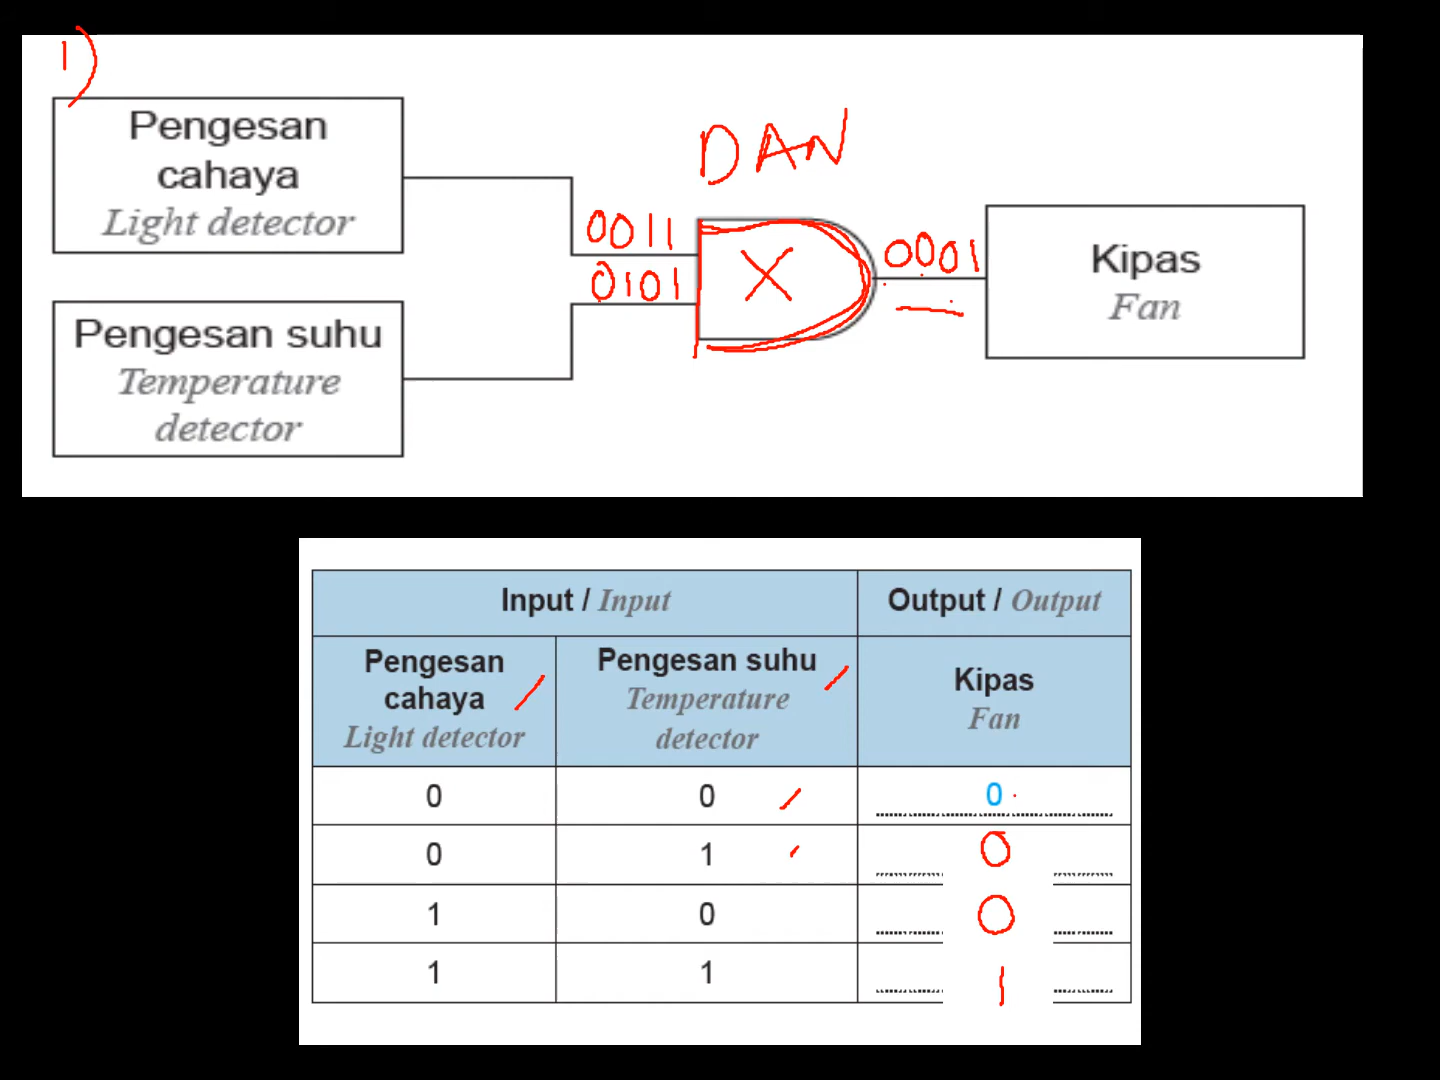 1)
Pengesan
cahaya
Light detector
Pengesan suhu
Temperature
detector
DAN
0011
0101
X
0001
Kipas
Fan
Input / Input
Output / Output
Pengesan
cahaya
Light detector
Pengesan suhu
Temperature
detector
Kipas
Fan
0 0 0
0 1 0
1 0 0
1 1 1